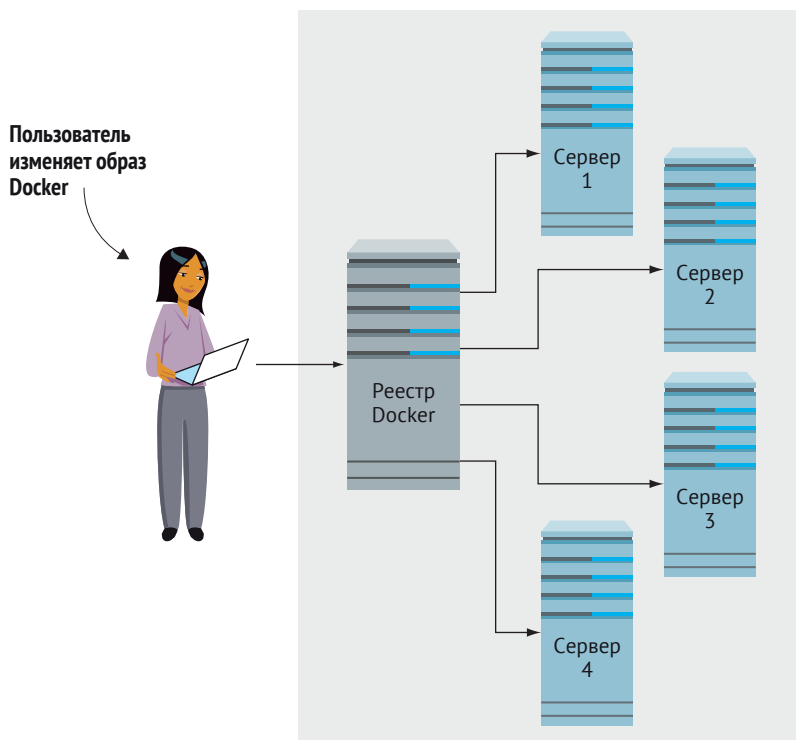 Пользователь
изменяет образ
Docker
Реестр
Docker
Сервер
1
Сервер
2
Сервер
3
Сервер
4